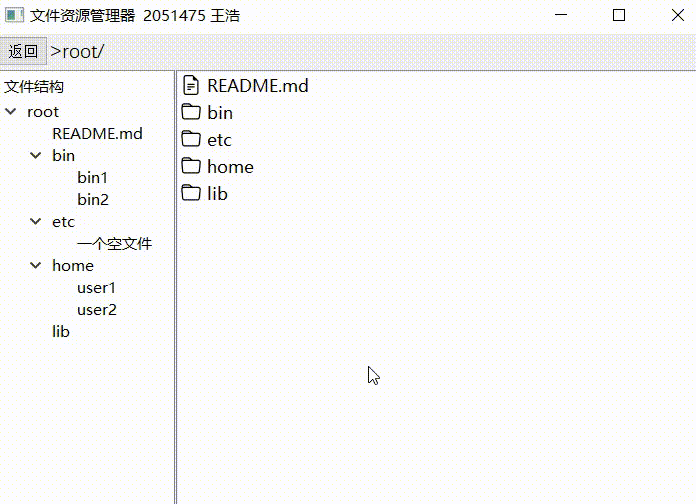 文件资源管理器 2051475 王浩
返回 >root/
文件结构
root
README.md
bin
bin1
bin2
etc
一个空文件
home
user1
user2
lib
README.md
bin
etc
home
lib